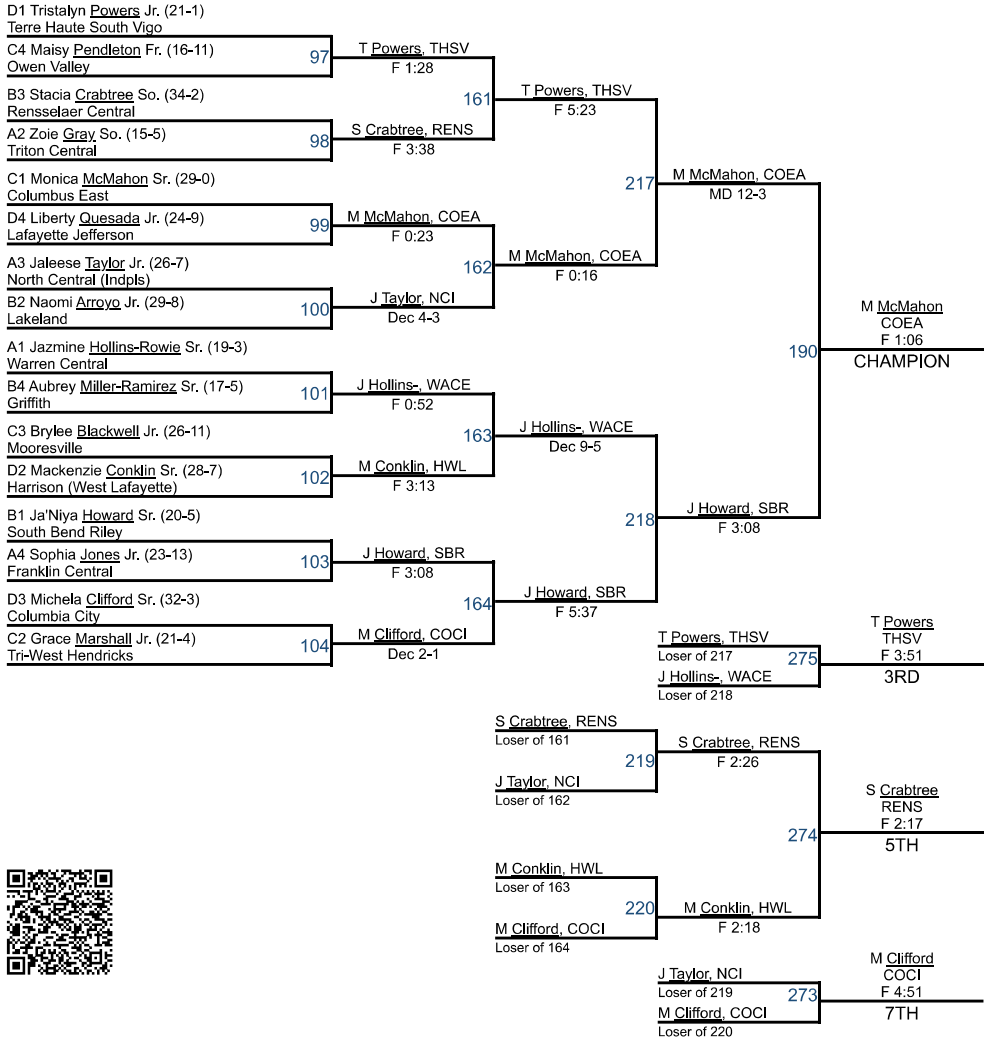 D1 Tristalyn Powers Jr. (21-1)
Terre Haute South Vigo
C4 Maisy Pendleton Fr. (16-11)
Owen Valley
97
T Powers, THSV
F 1:28
B3 Stacia Crabtree So. (34-2)
Rensselaer Central
A2 Zoie Gray So. (15-5)
Triton Central
98
S Crabtree, RENS
F 3:38
161
T Powers, THSV
F 5:23
C1 Monica McMahon Sr. (29-0)
Columbus East
D4 Liberty Quesada Jr. (24-9)
Lafayette Jefferson
99
M McMahon, COEA
F 0:23
A3 Jaleese Taylor Jr. (26-7)
North Central (Indpls)
B2 Naomi Arroyo Jr. (29-8)
Lakeland
100
J Taylor, NCI
Dec 4-3
162
M McMahon, COEA
F 0:16
217
M McMahon, COEA
MD 12-3
A1 Jazmine Hollins-Rowie Sr. (19-3)
Warren Central
B4 Aubrey Miller-Ramirez Sr. (17-5)
Griffith
101
J Hollins-, WACE
F 0:52
C3 Brylee Blackwell Jr. (26-11)
Mooresville
D2 Mackenzie Conklin Sr. (28-7)
Harrison (West Lafayette)
102
M Conklin, HWL
F 3:13
163
J Hollins-, WACE
Dec 9-5
B1 Ja'Niya Howard Sr. (20-5)
South Bend Riley
A4 Sophia Jones Jr. (23-13)
Franklin Central
103
J Howard, SBR
F 3:08
D3 Michela Clifford Sr. (32-3)
Columbia City
C2 Grace Marshall Jr. (21-4)
Tri-West Hendricks
104
M Clifford, COCI
Dec 2-1
164
J Howard, SBR
F 5:37
218
J Howard, SBR
F 3:08
190
M McMahon
COEA
F 1:06
CHAMPION
T Powers, THSV
Loser of 217
J Hollins-, WACE
Loser of 218
275
T Powers
THSV
F 3:51
3RD
S Crabtree, RENS
Loser of 161
J Taylor, NCI
Loser of 162
219
S Crabtree, RENS
F 2:26
M Conklin, HWL
Loser of 163
M Clifford, COCI
Loser of 164
220
M Conklin, HWL
F 2:18
274
S Crabtree
RENS
F 2:17
5TH
J Taylor, NCI
Loser of 219
M Clifford, COCI
Loser of 220
273
M Clifford
COCI
F 4:51
7TH